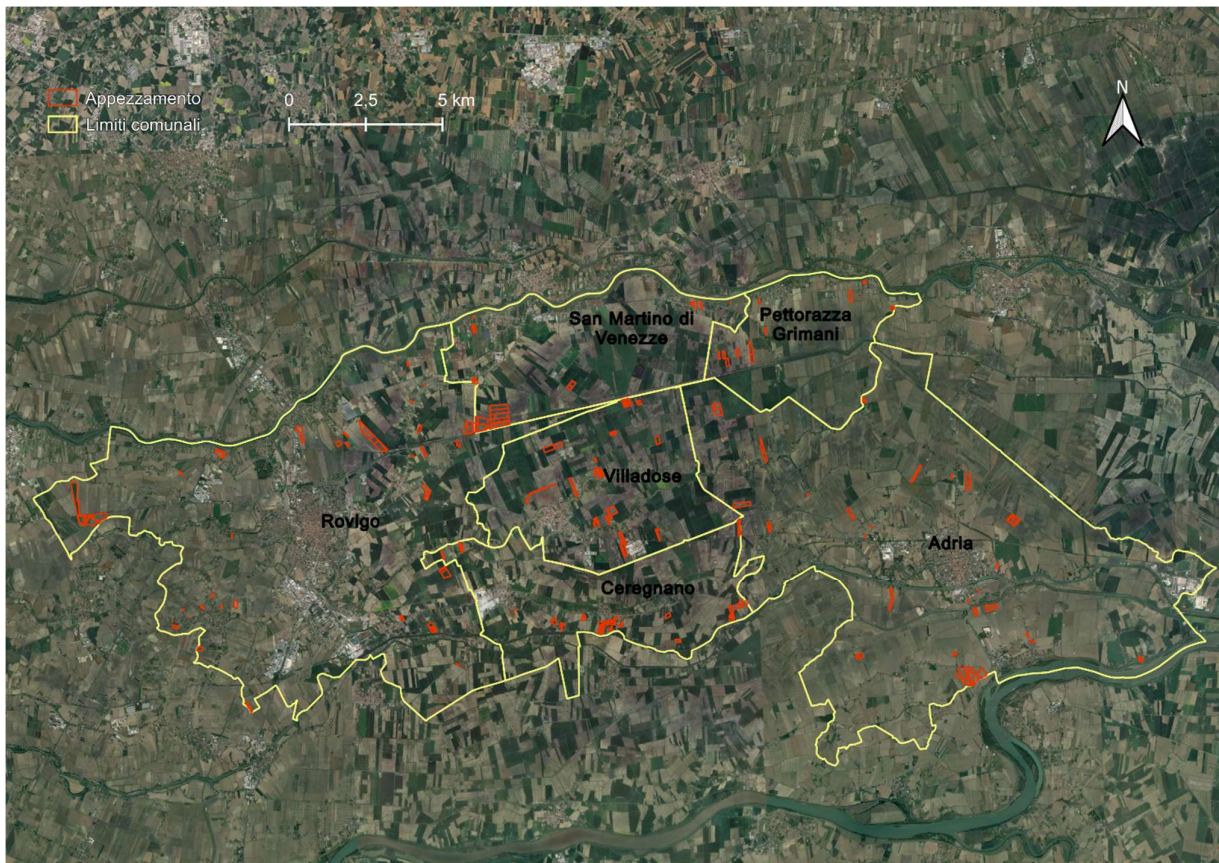 Appezzamento
Limiti comunali
0 2,5 5 km
N
San Martino di
Venezze
Pettorazza
Grimani
Villadose
Rovigo
Adria
Ceregnano